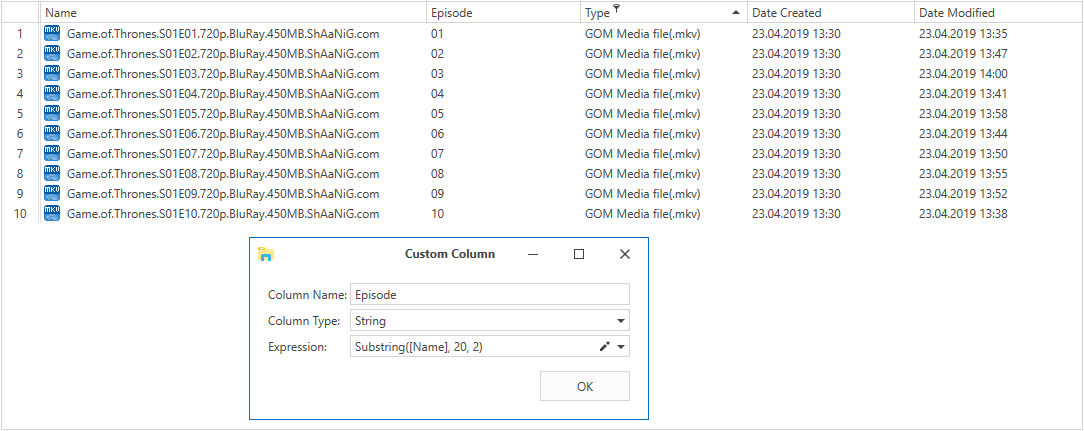 Name Episode Type Date Created Date Modified
1 MKV Game.of.Thrones.S01E01.720p.BluRay.450MB.ShAaNiG.com 01 GOM Media file(.mkv) 23.04.2019 13:30 23.04.2019 13:35
2 MKV Game.of.Thrones.S01E02.720p.BluRay.450MB.ShAaNiG.com 02 GOM Media file(.mkv) 23.04.2019 13:30 23.04.2019 13:47
3 MKV Game.of.Thrones.S01E03.720p.BluRay.450MB.ShAaNiG.com 03 GOM Media file(.mkv) 23.04.2019 13:30 23.04.2019 14:00
4 MKV Game.of.Thrones.S01E04.720p.BluRay.450MB.ShAaNiG.com 04 GOM Media file(.mkv) 23.04.2019 13:30 23.04.2019 13:41
5 MKV Game.of.Thrones.S01E05.720p.BluRay.450MB.ShAaNiG.com 05 GOM Media file(.mkv) 23.04.2019 13:30 23.04.2019 13:58
6 MKV Game.of.Thrones.S01E06.720p.BluRay.450MB.ShAaNiG.com 06 GOM Media file(.mkv) 23.04.2019 13:30 23.04.2019 13:44
7 MKV Game.of.Thrones.S01E07.720p.BluRay.450MB.ShAaNiG.com 07 GOM Media file(.mkv) 23.04.2019 13:30 23.04.2019 13:50
8 MKV Game.of.Thrones.S01E08.720p.BluRay.450MB.ShAaNiG.com 08 GOM Media file(.mkv) 23.04.2019 13:30 23.04.2019 13:55
9 MKV Game.of.Thrones.S01E09.720p.BluRay.450MB.ShAaNiG.com 09 GOM Media file(.mkv) 23.04.2019 13:30 23.04.2019 13:52
10 MKV Game.of.Thrones.S01E10.720p.BluRay.450MB.ShAaNiG.com 10 GOM Media file(.mkv) 23.04.2019 13:30 23.04.2019 13:38
Custom Column
Column Name: Episode
Column Type: String
Expression: Substring([Name], 20, 2)
OK